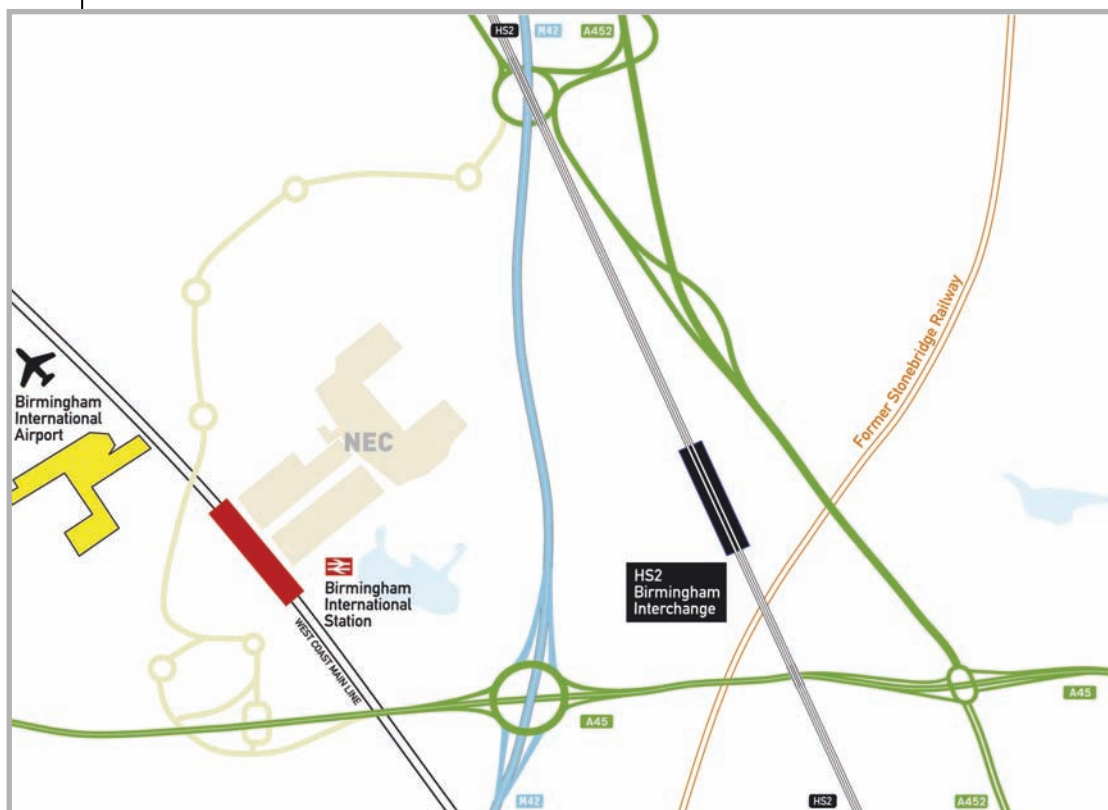 HS2
M42
A452
Former Stonebridge Railway
Birmingham
International
Airport
NEC
HS2
Birmingham
Interchange
Birmingham
International
Station
WEST COAST MAIN LINE
A45
A45
M42
HS2
A452